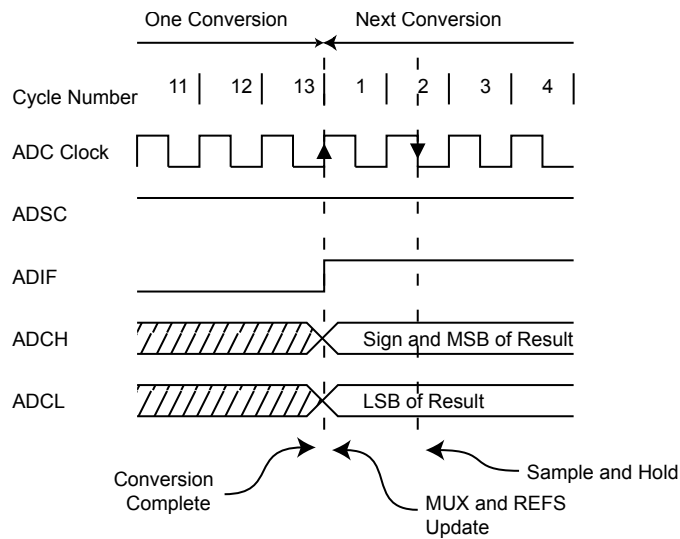 One Conversion Next Conversion
Cycle Number 11 12 13 1 2 3 4
ADC Clock
ADSC
ADIF
ADCH Sign and MSB of Result
ADCL LSB of Result
Conversion
Complete
MUX and REFS
Update
Sample and Hold